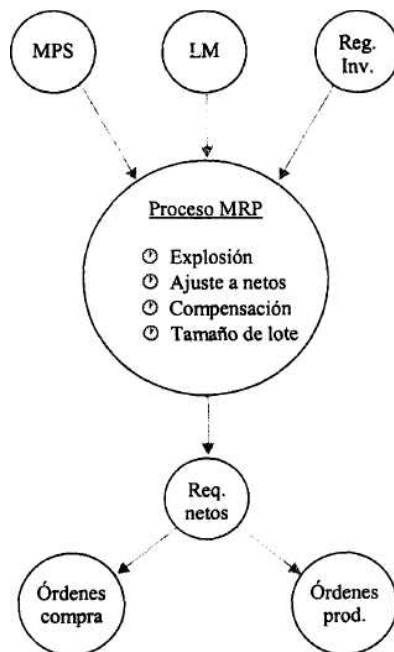 MPS
LM
Reg.
Inv.
Proceso MRP
Explosión
Ajuste a netos
Compensación
Tamaño de lote
Req.
netos
Órdenes
compra
Órdenes
prod.